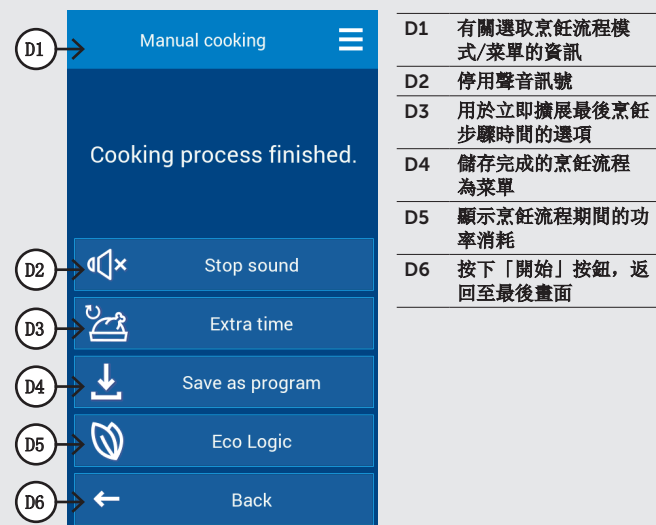 D1
Manual cooking
Cooking process finished.
D2
Stop sound
D3
Extra time
D4
Save as program
D5
Eco Logic
D6
Back
D1 有關選取烹飪流程模
式/菜單的資訊
D2 停用聲音訊號
D3 用於立即擴展最後烹飪
步驟時間的選項
D4 儲存完成的烹飪流程
為菜單
D5 顯示烹飪流程期間的功
率消耗
D6 按下「開始」按鈕，返
回至最後畫面